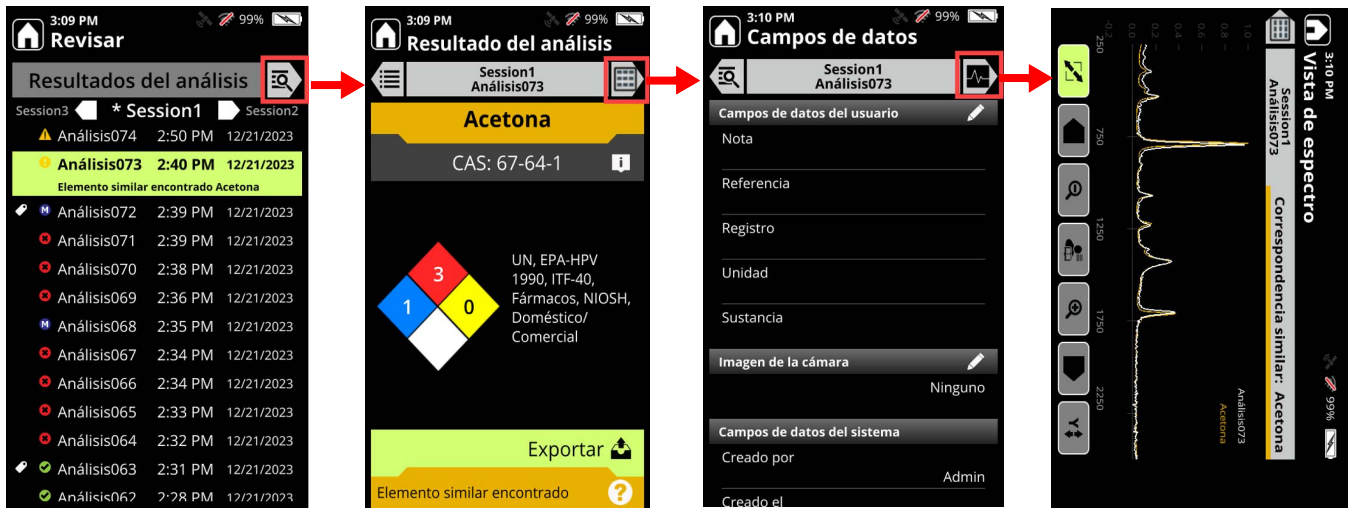 3:09 PM
99%
Revisar
Resultados del análisis
Session3
* Session1
Session2
Análisis074 2:50 PM 12/21/2023
Análisis073 2:40 PM 12/21/2023
Elemento similar encontrado Acetona
M Análisis072 2:39 PM 12/21/2023
Análisis071 2:39 PM 12/21/2023
Análisis070 2:38 PM 12/21/2023
Análisis069 2:36 PM 12/21/2023
M Análisis068 2:35 PM 12/21/2023
Análisis067 2:34 PM 12/21/2023
Análisis066 2:34 PM 12/21/2023
Análisis065 2:33 PM 12/21/2023
Análisis064 2:32 PM 12/21/2023
Análisis063 2:31 PM 12/21/2023
Análisis062 2:28 PM 12/21/2023
3:09 PM
99%
Resultado del análisis
Session1
Análisis073
Acetona
CAS: 67-64-1
3
1
0
UN, EPA-HPV
1990, ITF-40,
Fármacos, NIOSH,
Doméstico/
Comercial
Exportar
Elemento similar encontrado
?
3:10 PM
99%
Campos de datos
Session1
Análisis073
Campos de datos del usuario
Nota
Referencia
Registro
Unidad
Sustancia
Imagen de la cámara
Ninguno
Campos de datos del sistema
Creado por
Admin
Creado el
3:10 PM
99%
Vista de espectro
Session1
Análisis073
Correspondencia similar: Acetona
Análisis073
Acetona
1.0
0.8
0.6
0.4
0.2
0.0
-0.2
250
750
1250
1750
2250
Y